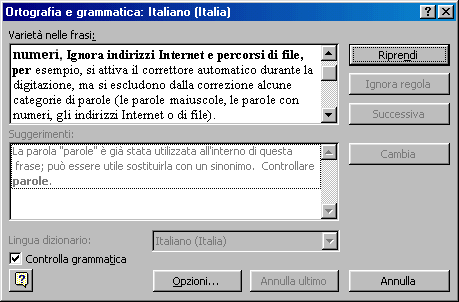 Ortografia e grammatica: Italiano (Italia)
Varietà nelle frasi:
numeri, Ignora indirizzi Internet e percorsi di file,
per esempio, si attiva il correttore automatico durante la
digitazione, ma si escludono dalla correzione alcune
categorie di parole (le parole maiuscole, le parole con
numeri, gli indirizzi Internet o di file).
Riprendi
Ignora regola
Successiva
Suggerimenti:
La parola "parole" è già stata utilizzata all'interno di questa
frase; può essere utile sostituirla con un sinonimo. Controllare
parole.
Cambia
Lingua dizionario:
Italiano (Italia)
Controlla grammatica
Opzioni...
Annulla ultimo
Annulla